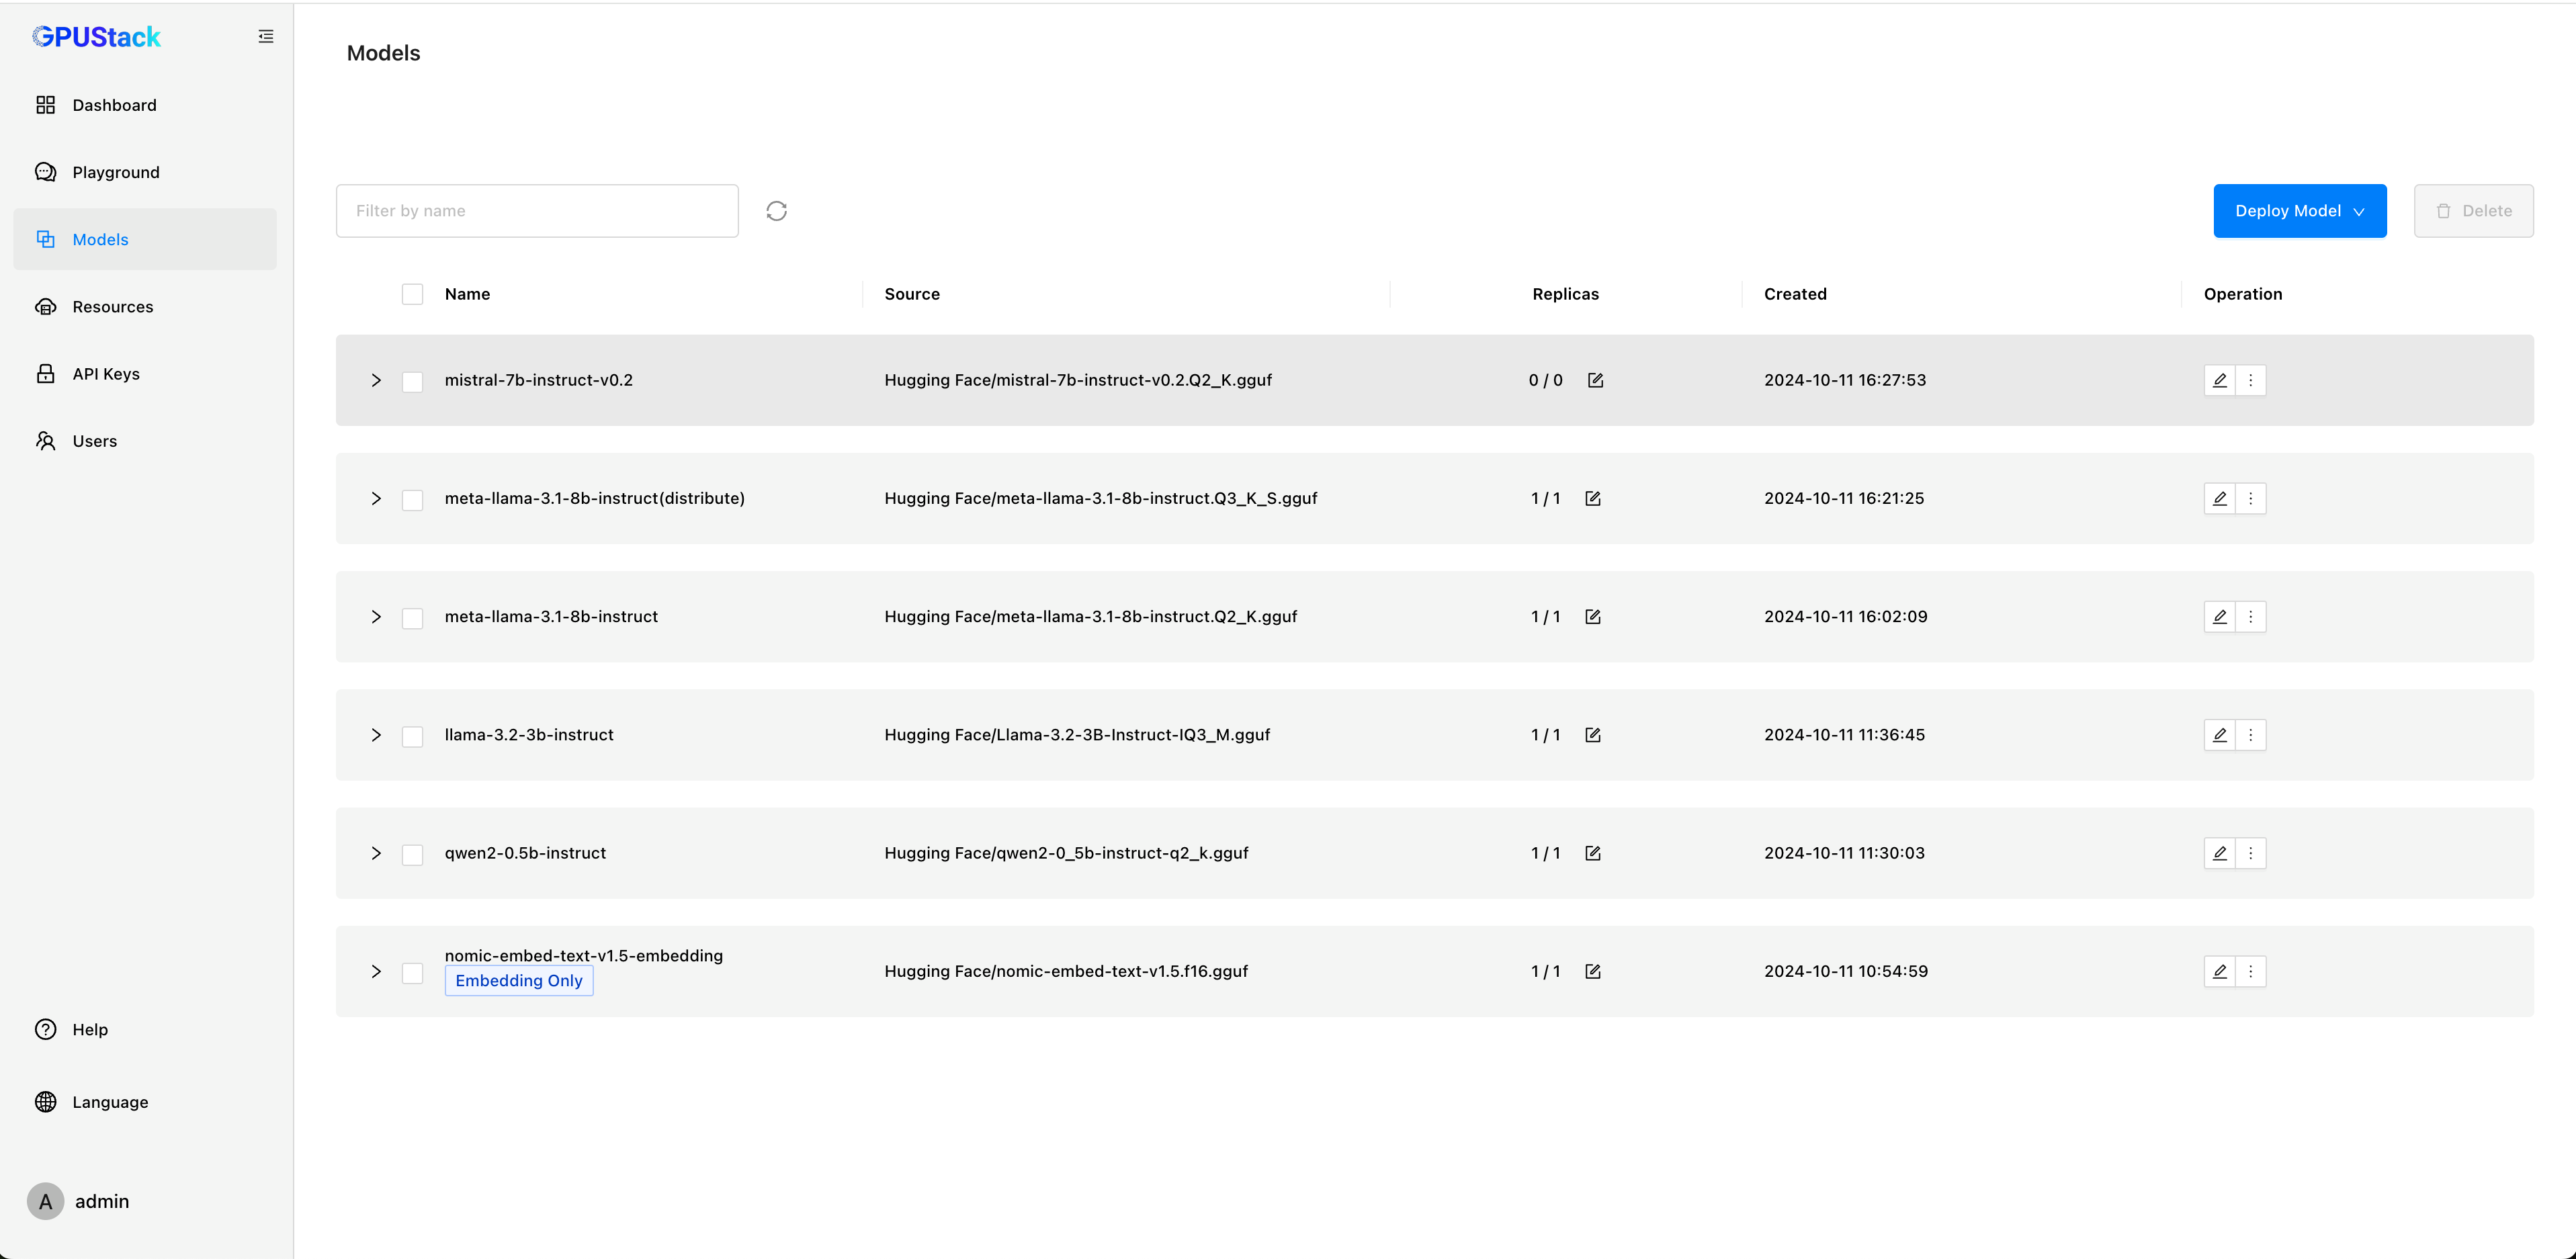 GPUStack
Dashboard
Playground
Models
Resources
API Keys
Users
Help
Language
A admin
Models
Filter by name
Deploy Model
Delete
Name Source Replicas Created Operation
mistral-7b-instruct-v0.2 Hugging Face/mistral-7b-instruct-v0.2.Q2_K.gguf 0 / 0 2024-10-11 16:27:53
meta-llama-3.1-8b-instruct(distribute) Hugging Face/meta-llama-3.1-8b-instruct.Q3_K_S.gguf 1 / 1 2024-10-11 16:21:25
meta-llama-3.1-8b-instruct Hugging Face/meta-llama-3.1-8b-instruct.Q2_K.gguf 1 / 1 2024-10-11 16:02:09
llama-3.2-3b-instruct Hugging Face/Llama-3.2-3B-Instruct-IQ3_M.gguf 1 / 1 2024-10-11 11:36:45
qwen2-0.5b-instruct Hugging Face/qwen2-0_5b-instruct-q2_k.gguf 1 / 1 2024-10-11 11:30:03
nomic-embed-text-v1.5-embedding Hugging Face/nomic-embed-text-v1.5.f16.gguf 1 / 1 2024-10-11 10:54:59
Embedding Only